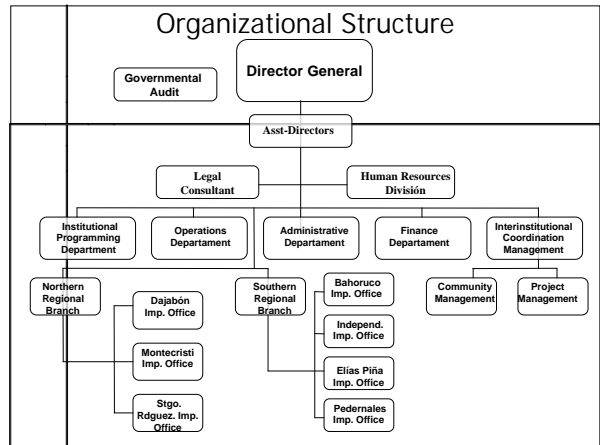 Organizational Structure
Director General
Governmental
Audit
Asst-Directors
Legal
Consultant
Human Resources
División
Institutional
Programming
Department
Operations
Departament
Administrative
Departament
Finance
Departament
Interinstitutional
Coordination
Management
Northern
Regional
Branch
Southern
Regional
Branch
Community
Management
Project
Management
Dajabón
Imp. Office
Montecristi
Imp. Office
Stgo.
Rdguez. Imp.
Office
Bahoruco
Imp. Office
Independ.
Imp. Office
Elías Piña
Imp. Office
Pedernales
Imp. Office